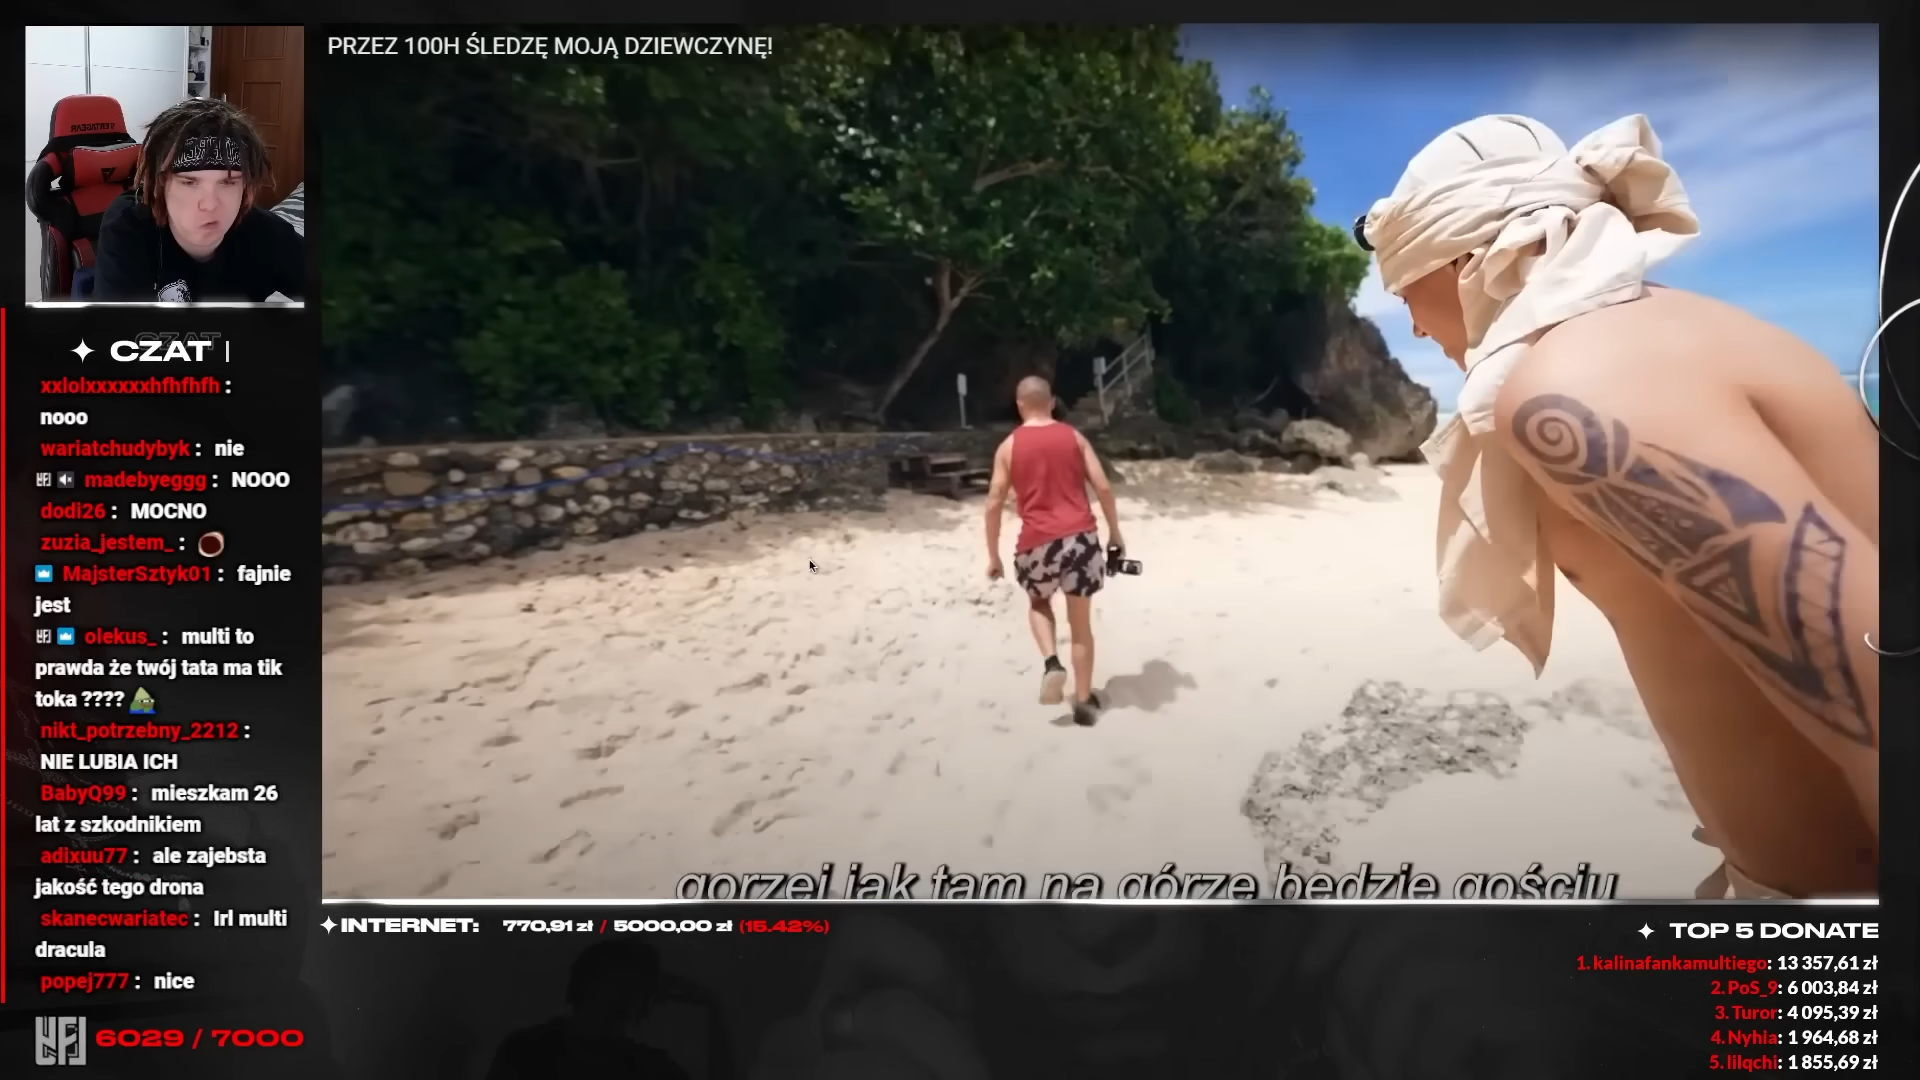 PRZEZ 100H ŚLEDZĘ MOJĄ DZIEWCZYNĘ!
CZAT |
xxlolxxxxxxhfhfhfh :
nooo
wariatchudybyk : nie
madebyeggg : NOOO
dodi26 : MOCNO
zuzia_jestem_ :
MajsterSztyk01 : fajnie
jest
olekus_ : multi to
prawda że twój tata ma tik
toka ????
nikt_potrzebny_2212 :
NIE LUBIA ICH
BabyQ99 : mieszkam 26
lat z szkodnikiem
adixuu77 : ale zajebsta
jakość tego drona
skanecwariatec : Irl multi
dracula
popej777 : nice
6029 / 7000
gorzej jak tam na górze będzie gościu
INTERNET: 770,91 zł / 5000,00 zł (15.42%)
TOP 5 DONATE
1. kalinafankamultiego: 13 357,61 zł
2. PoS_9: 6 003,84 zł
3. Turor: 4 095,39 zł
4. Nyhia: 1 964,68 zł
5. lilqchi: 1 855,69 zł